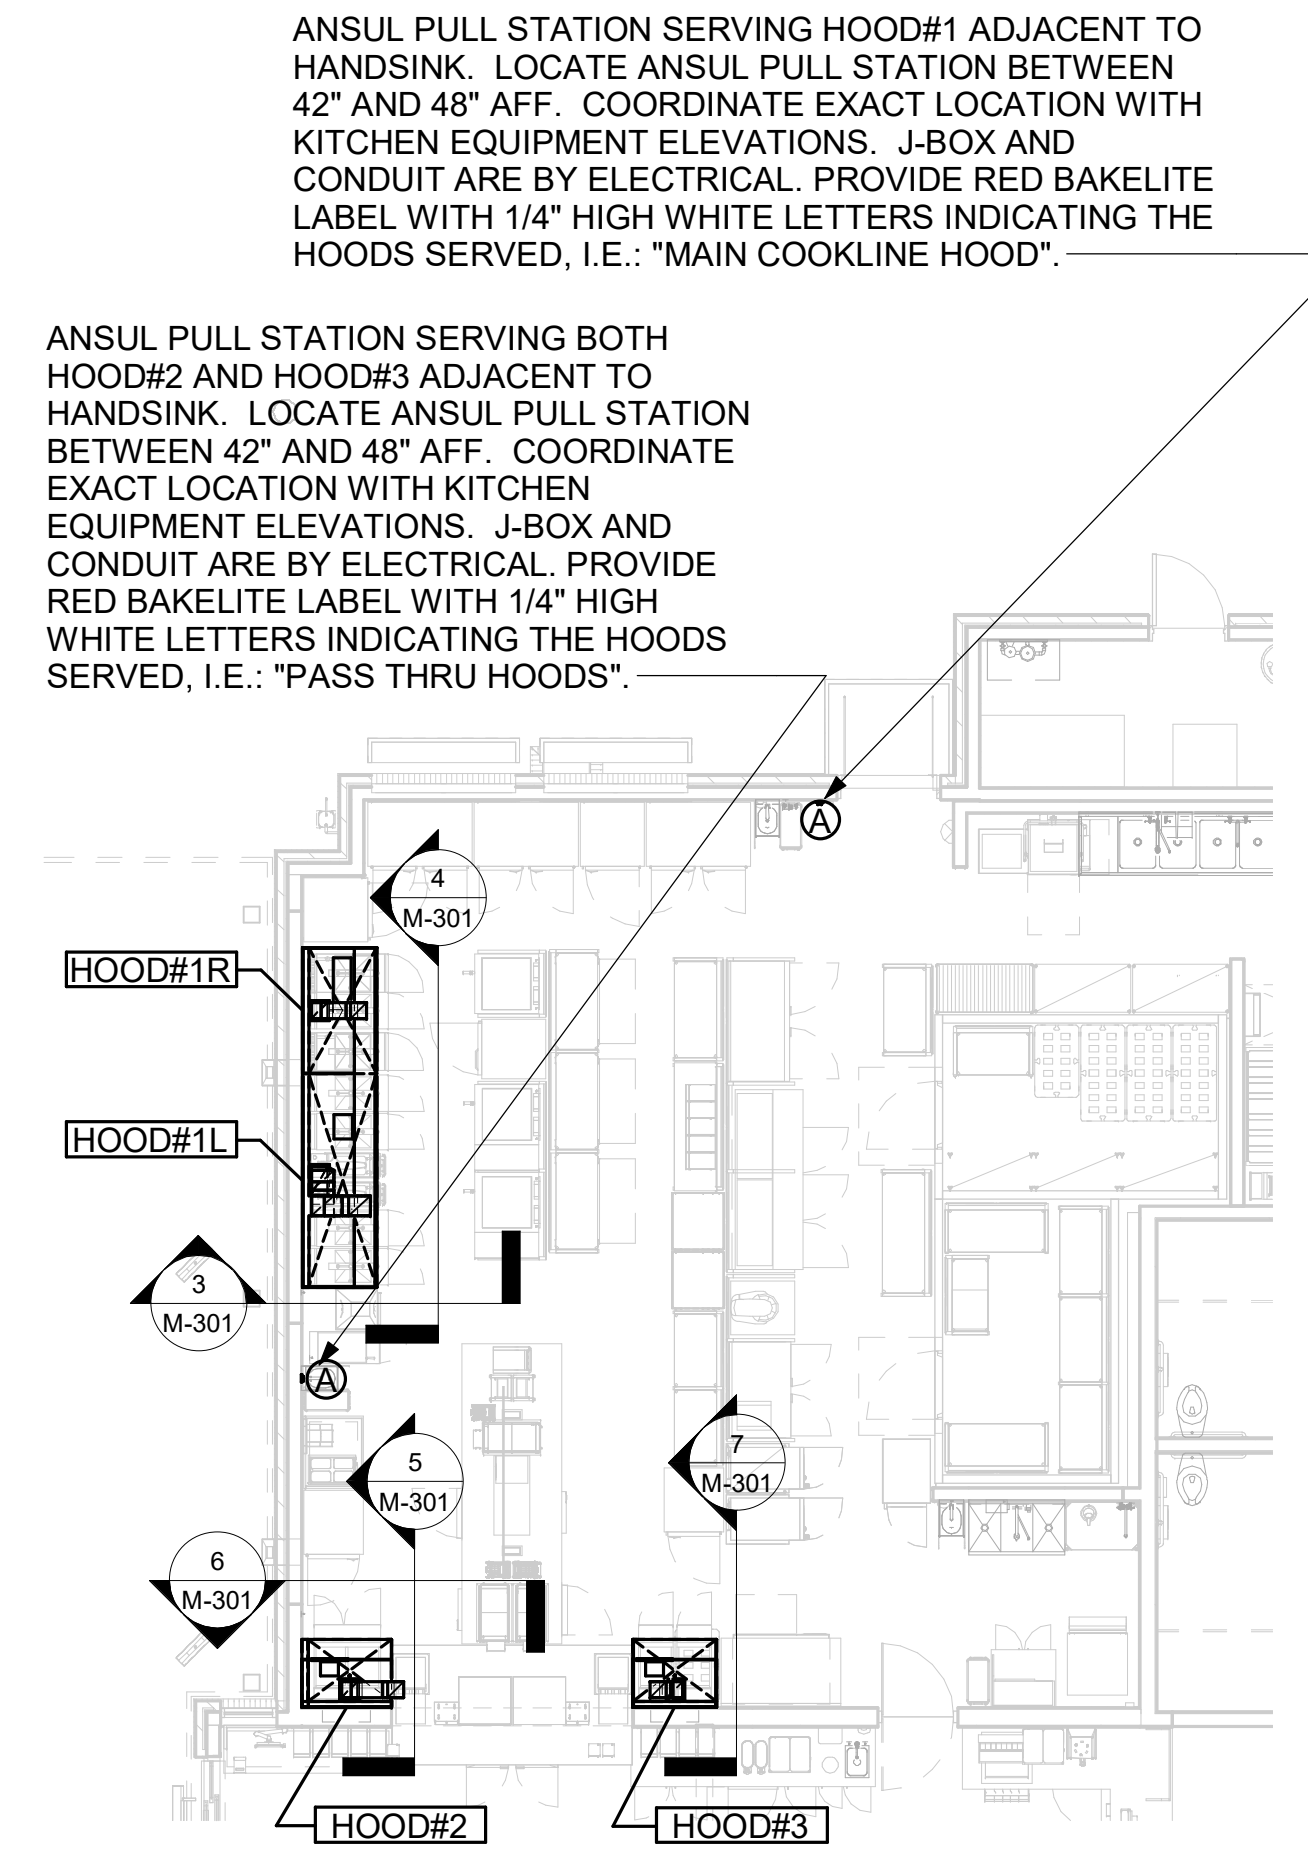 ANSUL PULL STATION SERVING HOOD#1 ADJACENT TO
HANDSINK.  LOCATE ANSUL PULL STATION BETWEEN
42" AND 48" AFF.  COORDINATE EXACT LOCATION WITH
KITCHEN EQUIPMENT ELEVATIONS.  J-BOX AND
CONDUIT ARE BY ELECTRICAL. PROVIDE RED BAKELITE
LABEL WITH 1/4" HIGH WHITE LETTERS INDICATING THE
HOODS SERVED, I.E.: "MAIN COOKLINE HOOD".
ANSUL PULL STATION SERVING BOTH
HOOD#2 AND HOOD#3 ADJACENT TO
HANDSINK.  LOCATE ANSUL PULL STATION
BETWEEN 42" AND 48" AFF.  COORDINATE
EXACT LOCATION WITH KITCHEN
EQUIPMENT ELEVATIONS.  J-BOX AND
CONDUIT ARE BY ELECTRICAL. PROVIDE
RED BAKELITE LABEL WITH 1/4" HIGH
WHITE LETTERS INDICATING THE HOODS
SERVED, I.E.: "PASS THRU HOODS".
A
4
M-301
HOOD#1R
HOOD#1L
3
M-301
A
5
M-301
7
M-301
6
M-301
HOOD#2
HOOD#3